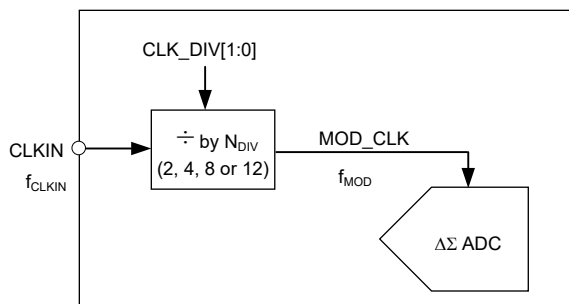 CLK_DIV[1:0]
÷ by NDIV
(2, 4, 8 or 12)
CLKIN
fCLKIN
MOD_CLK
fMOD
ΔΣ ADC